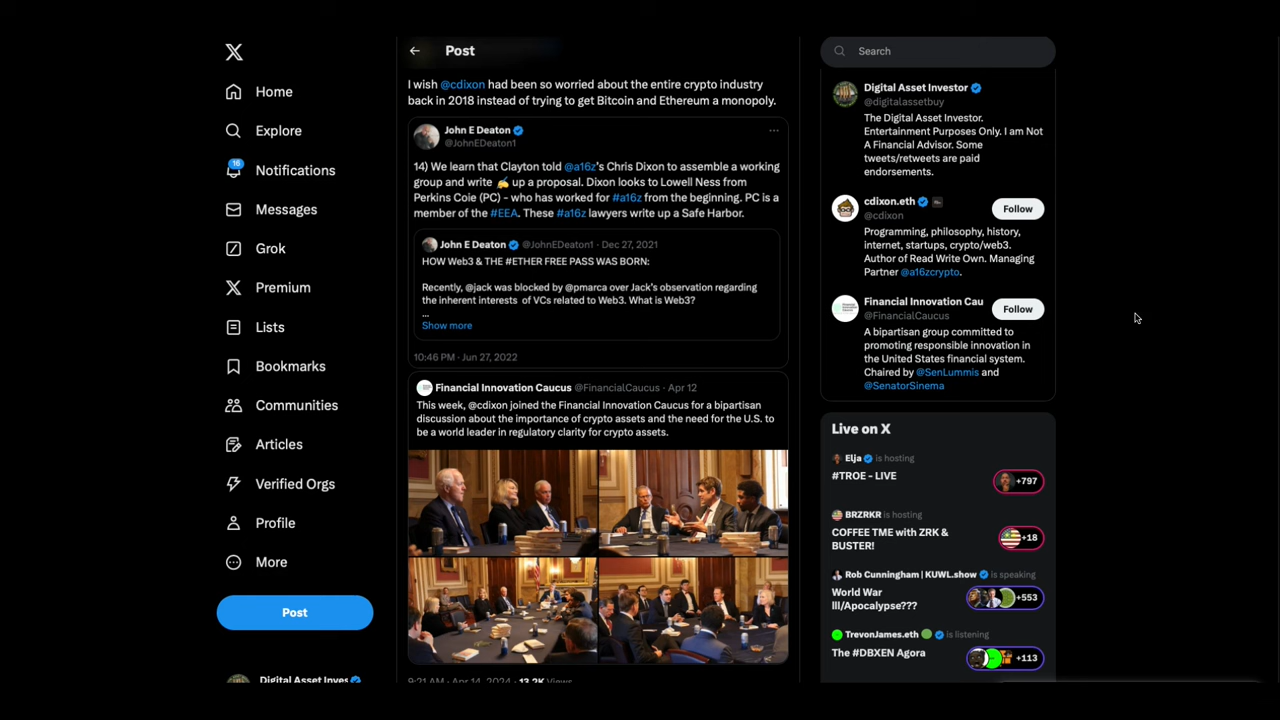 Home
Explore
16
Notifications
Messages
Grok
Premium
Lists
Bookmarks
Communities
Articles
Verified Orgs
Profile
More
Post
Digital Asset Inves
Post
I wish @cdixon had been so worried about the entire crypto industry
back in 2018 instead of trying to get Bitcoin and Ethereum a monopoly.
John E Deaton
@JohnEDeaton1
14) We learn that Clayton told @a16z's Chris Dixon to assemble a working
group and write ✍️ up a proposal. Dixon looks to Lowell Ness from
Perkins Coie (PC) - who has worked for #a16z from the beginning. PC is a
member of the #EEA. These #a16z lawyers write up a Safe Harbor.
John E Deaton @JohnEDeaton1 · Dec 27, 2021
HOW Web3 & THE #ETHER FREE PASS WAS BORN:
Recently, @jack was blocked by @pmarca over Jack's observation regarding
the inherent interests of VCs related to Web3. What is Web3?
...
Show more
10:46 PM · Jun 27, 2022
Financial Innovation Caucus @FinancialCaucus · Apr 12
This week, @cdixon joined the Financial Innovation Caucus for a bipartisan
discussion about the importance of crypto assets and the need for the U.S. to
be a world leader in regulatory clarity for crypto assets.
9:21 AM · Apr 14, 2024 · 13.2K Views
Search
Digital Asset Investor
@digitalassetbuy
The Digital Asset Investor.
Entertainment Purposes Only. I am Not
A Financial Advisor. Some
tweets/retweets are paid
endorsements.
cdixon.eth
@cdixon
Follow
Programming, philosophy, history,
internet, startups, crypto/web3.
Author of Read Write Own. Managing
Partner @a16zcrypto.
Financial Innovation Cau
@FinancialCaucus
Follow
A bipartisan group committed to
promoting responsible innovation in
the United States financial system.
Chaired by @SenLummis and
@SenatorSinema
Live on X
Elja is hosting
#TROE - LIVE
+797
BRZRKR is hosting
COFFEE TME with ZRK &
BUSTER!
+18
Rob Cunningham | KUWL.show is speaking
World War
III/Apocalypse???
+553
TrevonJames.eth is listening
The #DBXEN Agora
+113